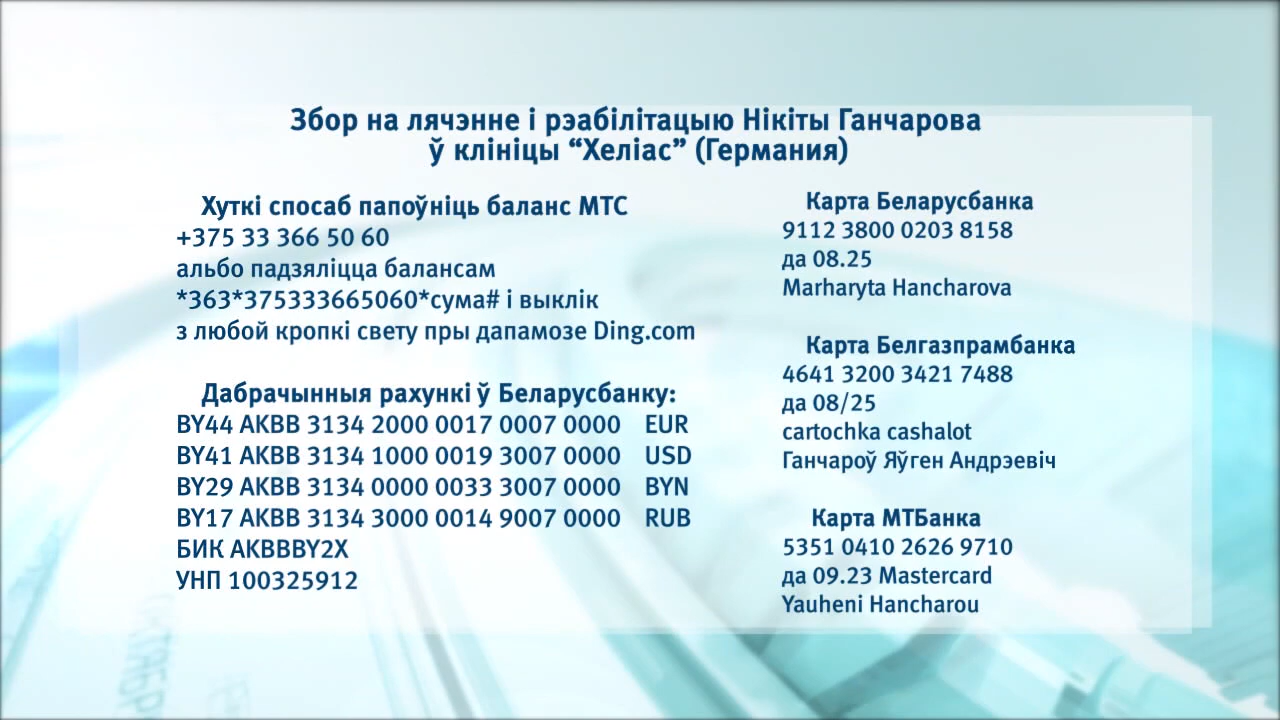 Збор на лячэнне і рэабілітацыю Нікіты Ганчарова
ў клініцы “Хеліас” (Германия)
Хуткі спосаб папоўніць баланс МТС
+375 33 366 50 60
альбо падзяліцца балансам
*363*375333665060*сума# і выклік
з любой кропкі свету пры дапамозе Ding.com
Дабрачынныя рахункі ў Беларусбанку:
BY44 AKBB 3134 2000 0017 0007 0000 EUR
BY41 AKBB 3134 1000 0019 3007 0000 USD
BY29 AKBB 3134 0000 0033 3007 0000 BYN
BY17 AKBB 3134 3000 0014 9007 0000 RUB
БИК AKBBBY2X
УНП 100325912
Карта Беларусбанка
9112 3800 0203 8158
да 08.25
Marharyta Hancharova
Карта Белгазпрамбанка
4641 3200 3421 7488
да 08/25
cartochka cashalot
Ганчароў Яўген Андрэевіч
Карта МТБанка
5351 0410 2626 9710
да 09.23 Mastercard
Yauheni Hancharou